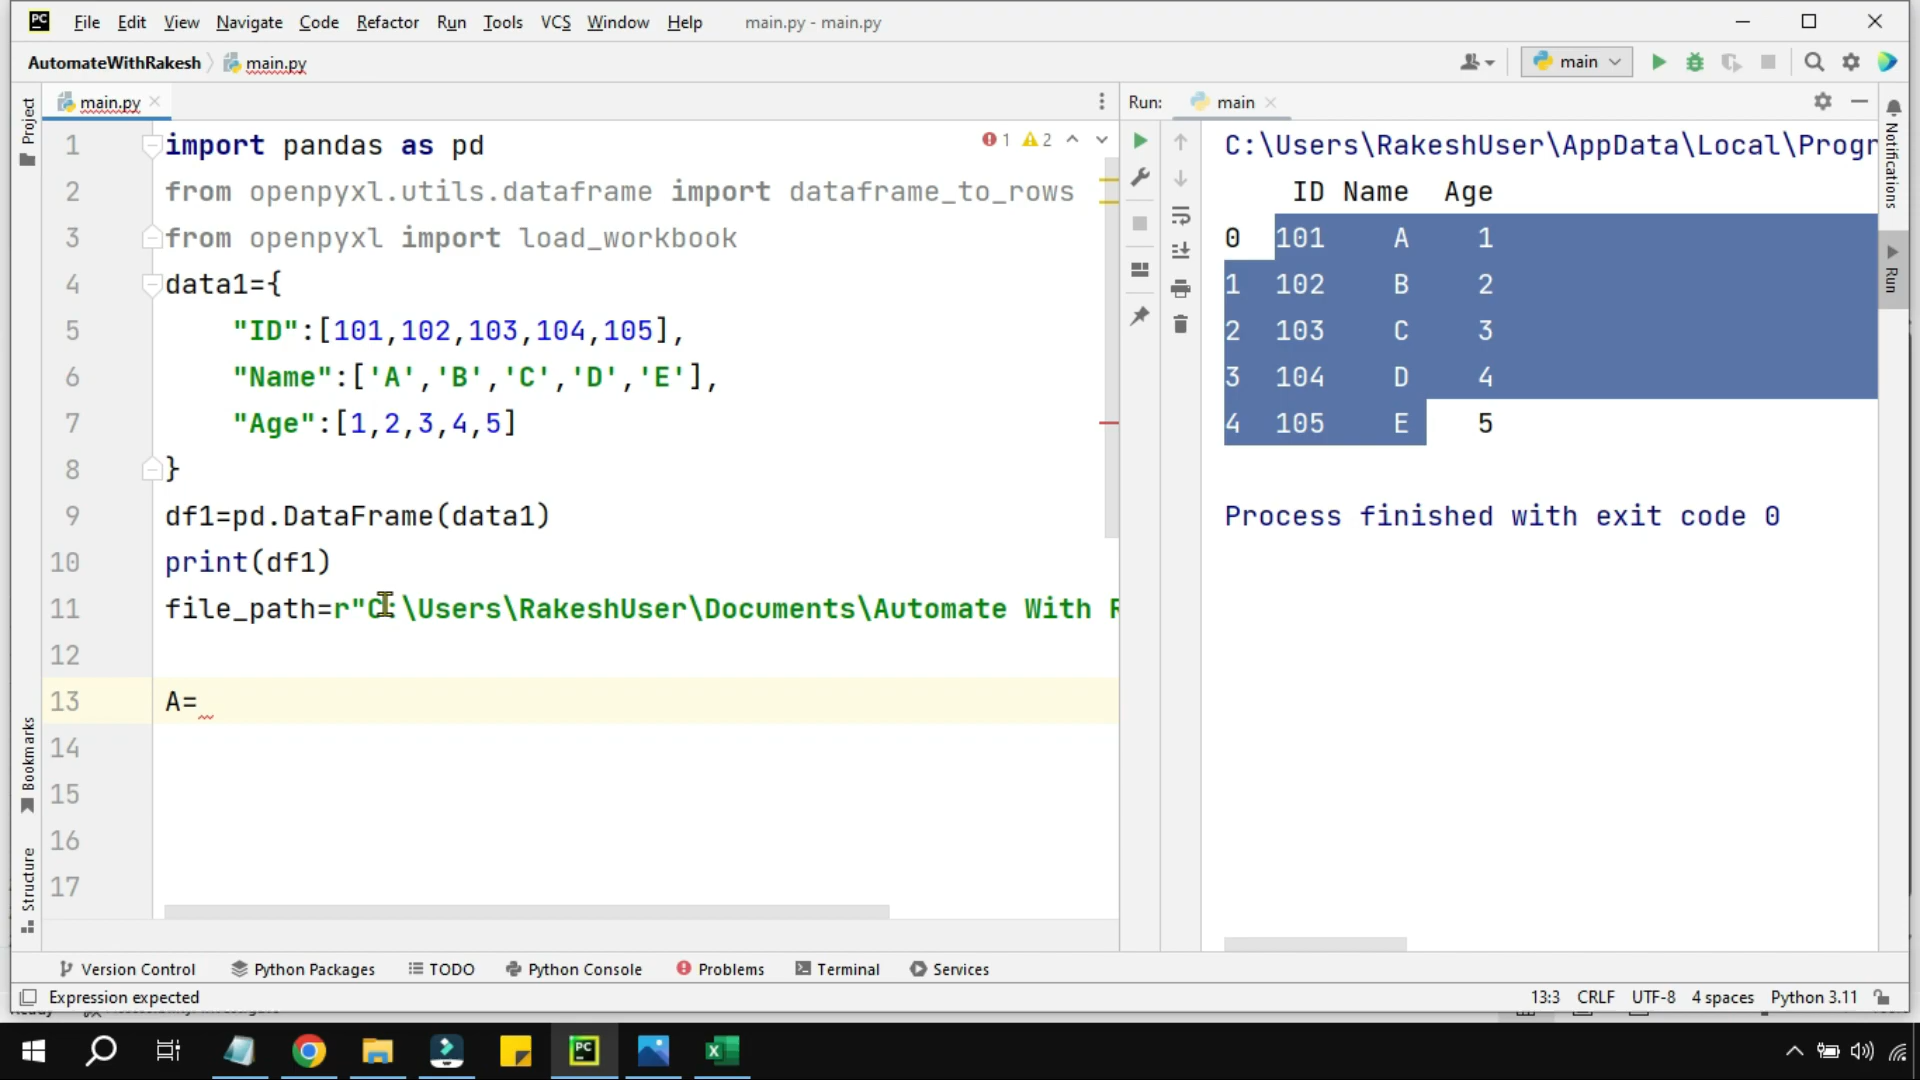 PC File Edit View Navigate Code Refactor Run Tools VCS Window Help main.py - main.py
AutomateWithRakesh main.py main
main.py
Run: main
Project
Notifications
Run
Bookmarks
Structure
1 import pandas as pd
2 from openpyxl.utils.dataframe import dataframe_to_rows
3 from openpyxl import load_workbook
4 data1={
5 "ID":[101,102,103,104,105],
6 "Name":['A','B','C','D','E'],
7 "Age":[1,2,3,4,5]
8 }
9 df1=pd.DataFrame(data1)
10 print(df1)
11 file_path=r"C:\Users\RakeshUser\Documents\Automate With R
12
13 A=
14
15
16
17
1 2
C:\Users\RakeshUser\AppData\Local\Progr
ID Name Age
0 101 A 1
1 102 B 2
2 103 C 3
3 104 D 4
4 105 E 5
Process finished with exit code 0
Version Control Python Packages TODO Python Console Problems Terminal Services
Expression expected 13:3 CRLF UTF-8 4 spaces Python 3.11
PC